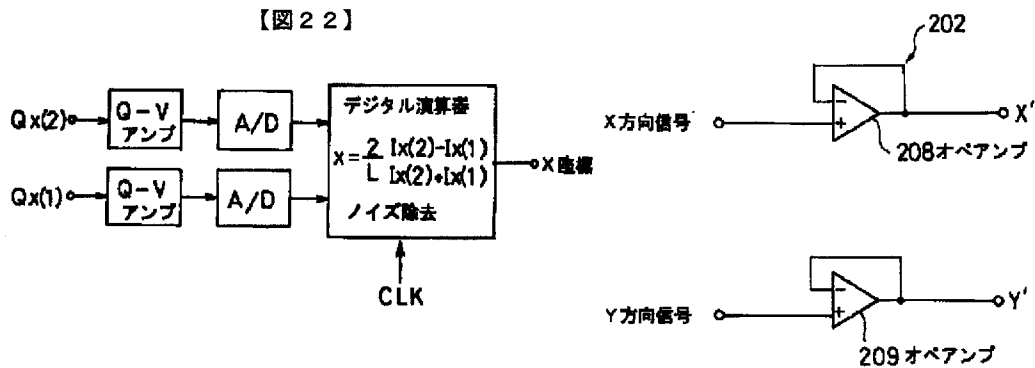 【図２２】
Qx(2)
Q-V
アンプ
A/D
Qx(1)
Q-V
アンプ
A/D
デジタル演算器
x = 2/L Ix(2)-Ix(1)/Ix(2)+Ix(1)
ノイズ除去
X座標
CLK
202
X方向信号
-
+
X'
208オペアンプ
Y方向信号
-
+
Y'
209オペアンプ